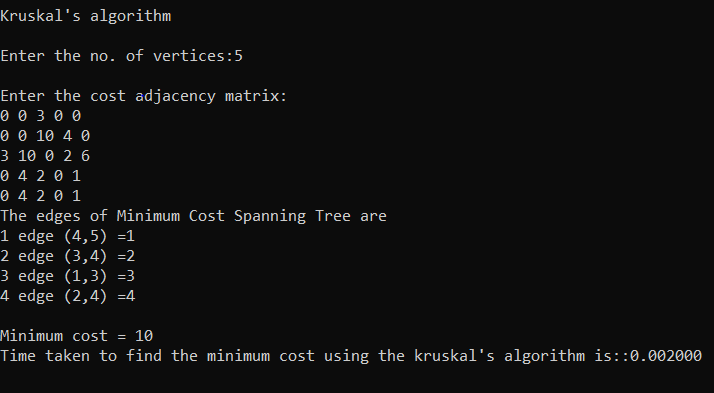 Kruskal's algorithm
Enter the no. of vertices:5
Enter the cost adjacency matrix:
0 0 3 0 0
0 0 10 4 0
3 10 0 2 6
0 4 2 0 1
0 4 2 0 1
The edges of Minimum Cost Spanning Tree are
1 edge (4,5) =1
2 edge (3,4) =2
3 edge (1,3) =3
4 edge (2,4) =4
Minimum cost = 10
Time taken to find the minimum cost using the kruskal's algorithm is::0.002000